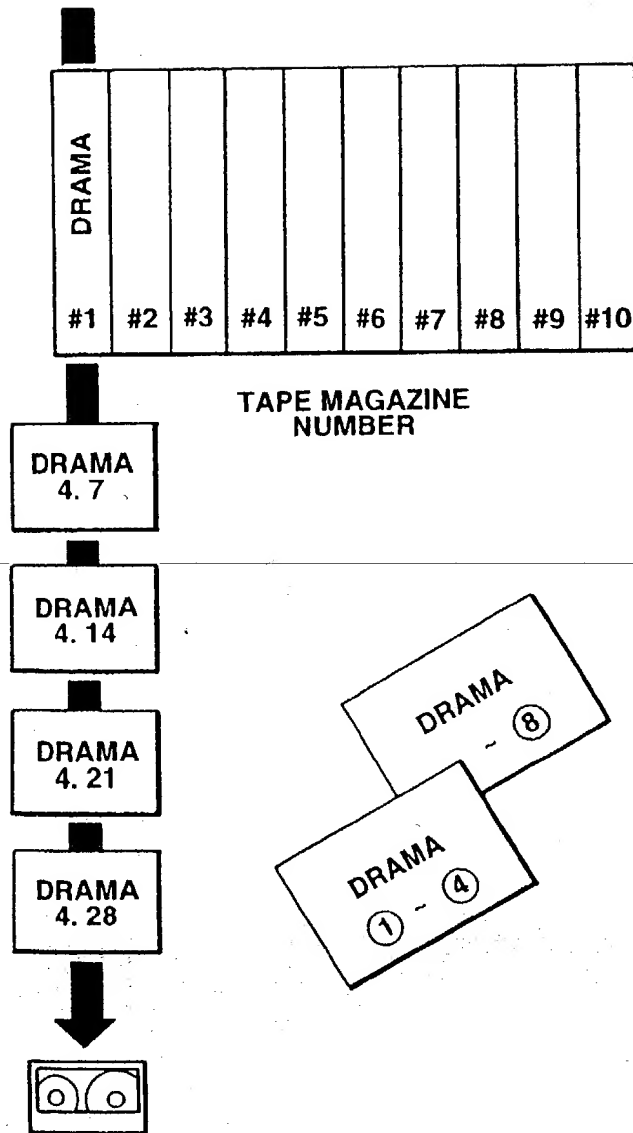 DRAMA
#1 #2 #3 #4 #5 #6 #7 #8 #9 #10
TAPE MAGAZINE
NUMBER
DRAMA
4. 7
DRAMA
4. 14
DRAMA
4. 21
DRAMA
4. 28
DRAMA
~ ⑧
DRAMA
① ~ ④